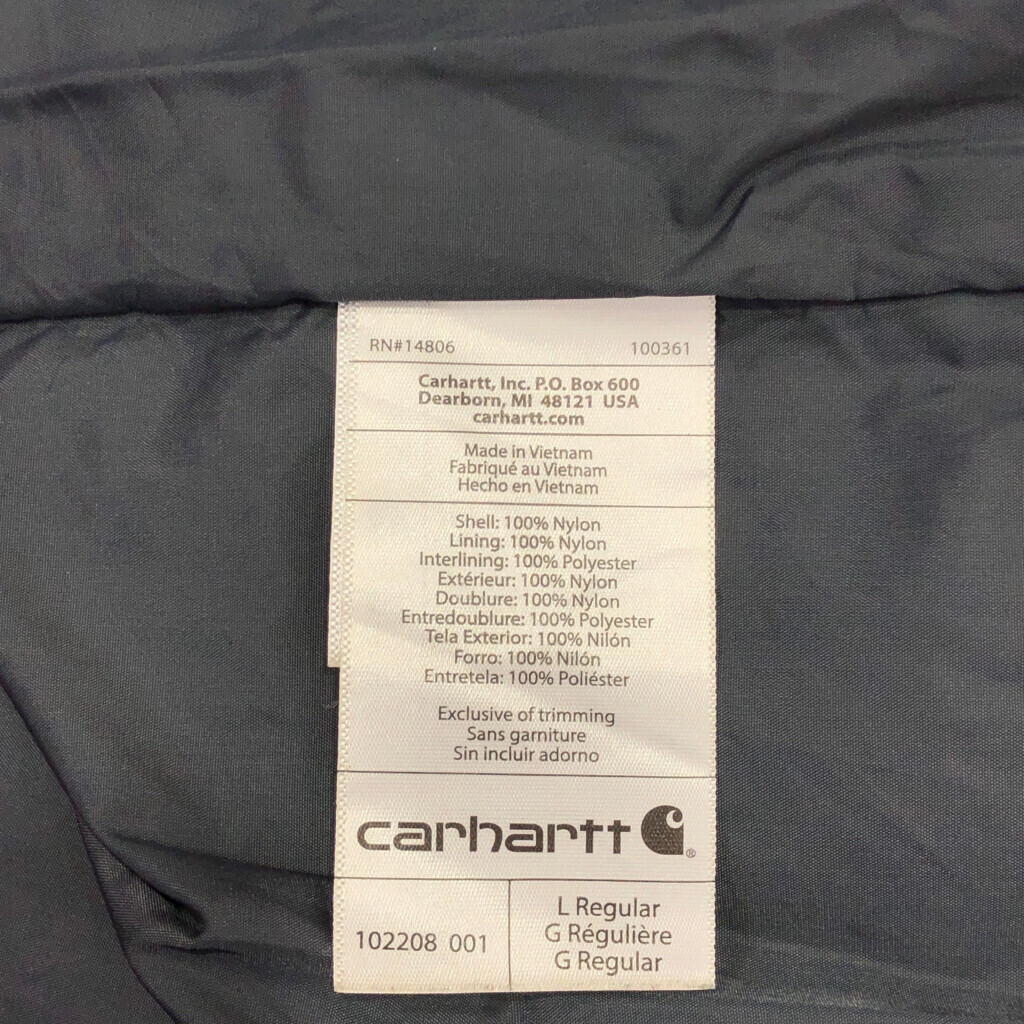 RN#14806 100361
Carhartt, Inc. P.O. Box 600
Dearborn, MI 48121 USA
carhartt.com
Made in Vietnam
Fabriqué au Vietnam
Hecho en Vietnam
Shell: 100% Nylon
Lining: 100% Nylon
Interlining: 100% Polyester
Extérieur: 100% Nylon
Doublure: 100% Nylon
Entredoublure: 100% Polyester
Tela Exterior: 100% Nilón
Forro: 100% Nilón
Entretela: 100% Poliéster
Exclusive of trimming
Sans garniture
Sin incluir adorno
carhartt ®
102208 001
L Regular
G Régulière
G Regular